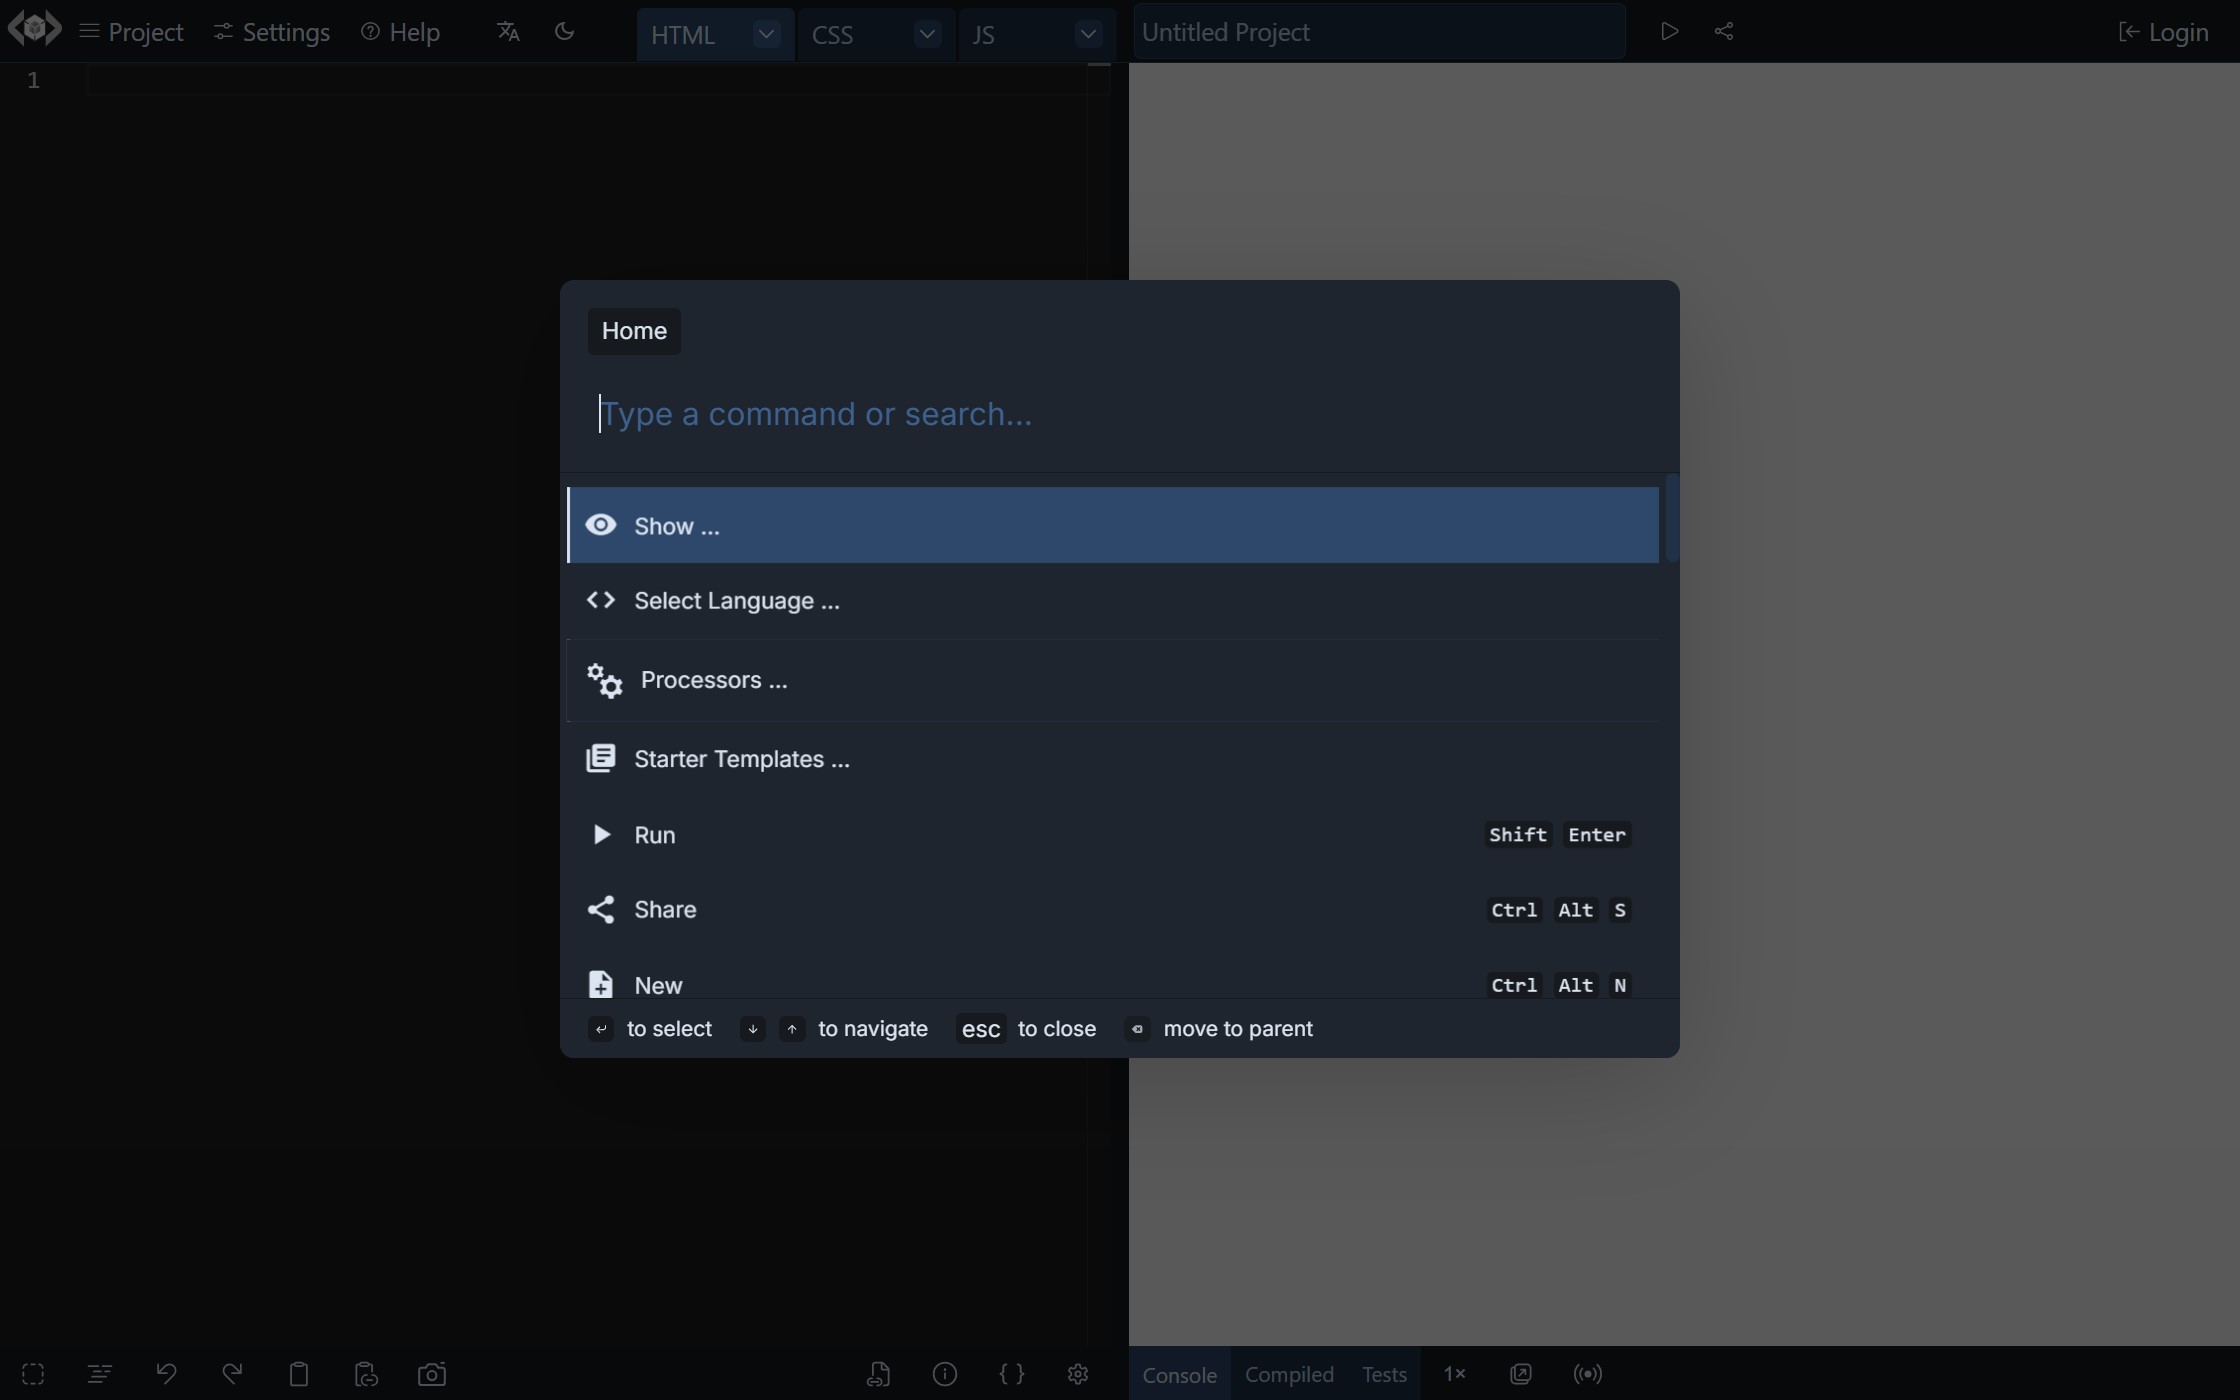 Project Settings Help HTML CSS JS Untitled Project Login
1
Home
Type a command or search...
Show ...
Select Language ...
Processors ...
Starter Templates ...
Run Shift Enter
Share Ctrl Alt S
New Ctrl Alt N
to select to navigate esc to close move to parent
Console Compiled Tests 1×